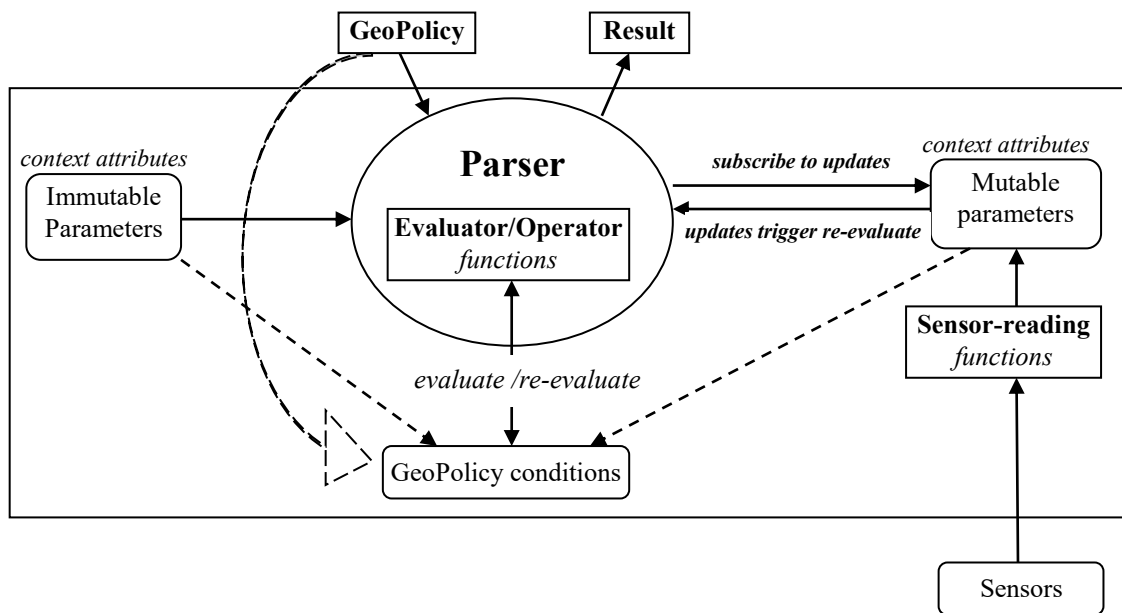 GeoPolicy
Result
context attributes
Immutable
Parameters
Parser
Evaluator/Operator
functions
subscribe to updates
updates trigger re-evaluate
context attributes
Mutable
parameters
Sensor-reading
functions
evaluate /re-evaluate
GeoPolicy conditions
Sensors